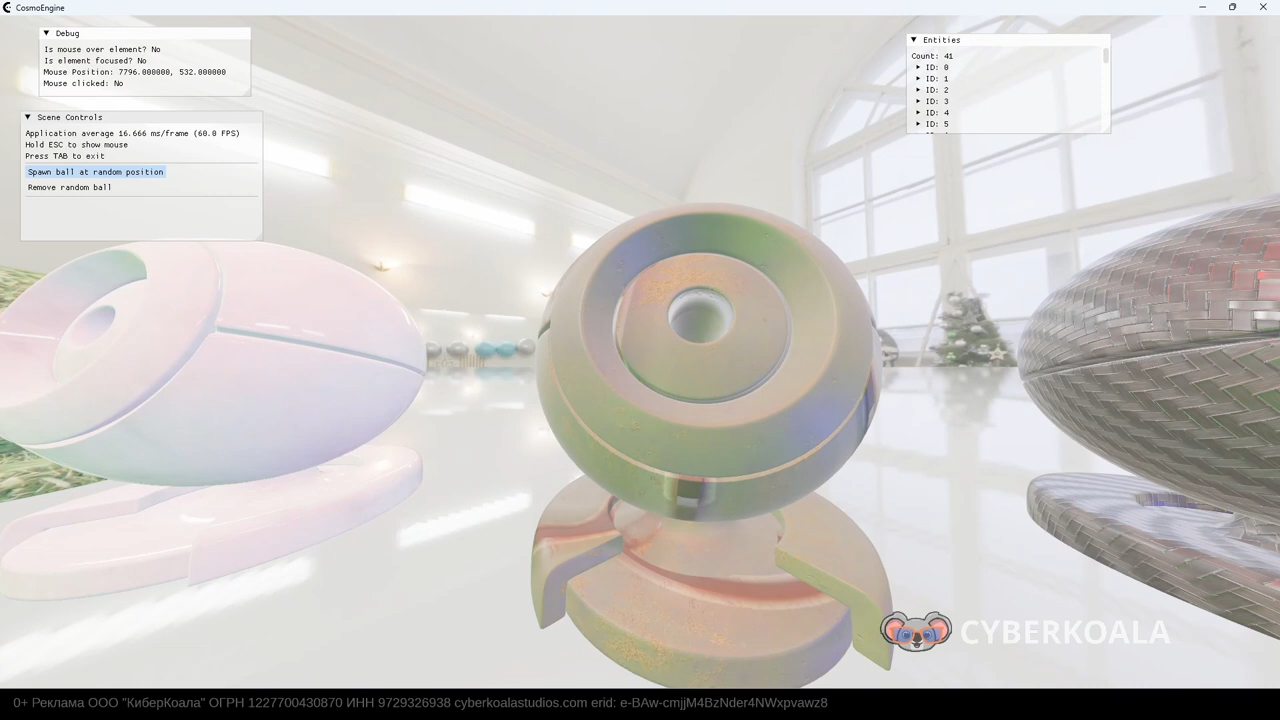 CosmoEngine
Debug
Is mouse over element? No
Is element focused? No
Mouse Position: 7796.000000, 532.000000
Mouse clicked: No
Scene Controls
Application average 16.666 ms/frame (60.0 FPS)
Hold ESC to show mouse
Press TAB to exit
Spawn ball at random position
Remove random ball
Entities
Count: 41
ID: 0
ID: 1
ID: 2
ID: 3
ID: 4
ID: 5
CYBERKOALA
0+ Реклама ООО "КиберКоала" ОГРН 1227700430870 ИНН 9729326938 cyberkoalastudios.com erid: e-BAw-cmjjM4BzNder4NWxpvawz8